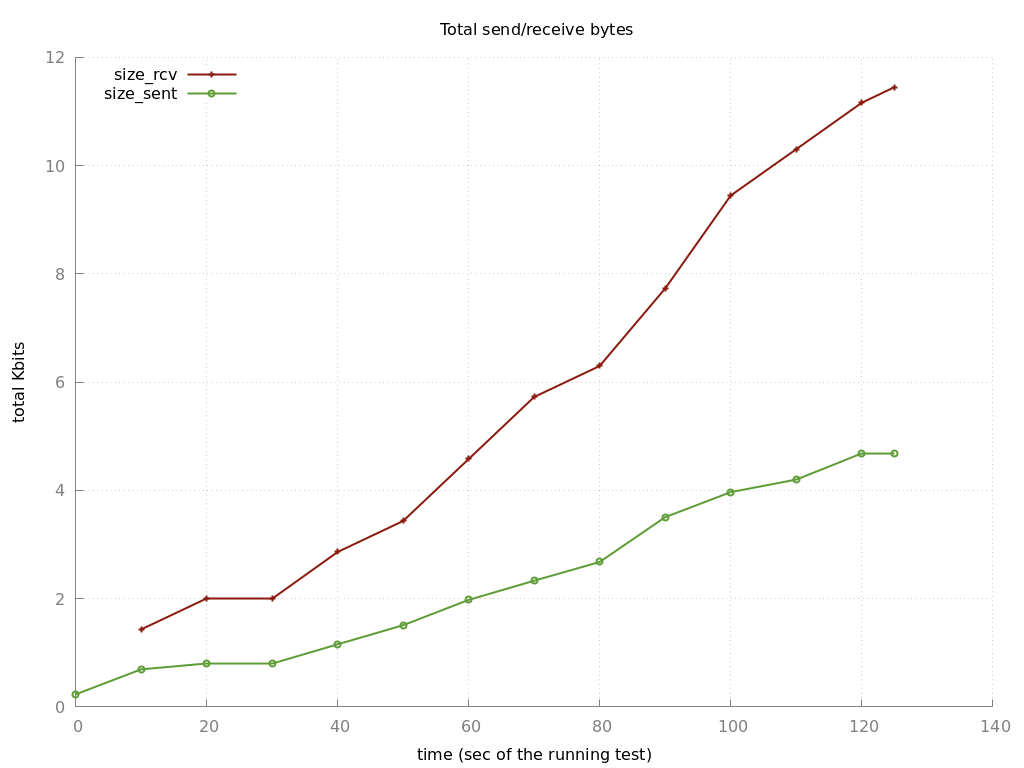 Total send/receive bytes
size_rcv
size_sent
12
10
8
6
4
2
0
total Kbits
0 20 40 60 80 100 120 140
time (sec of the running test)